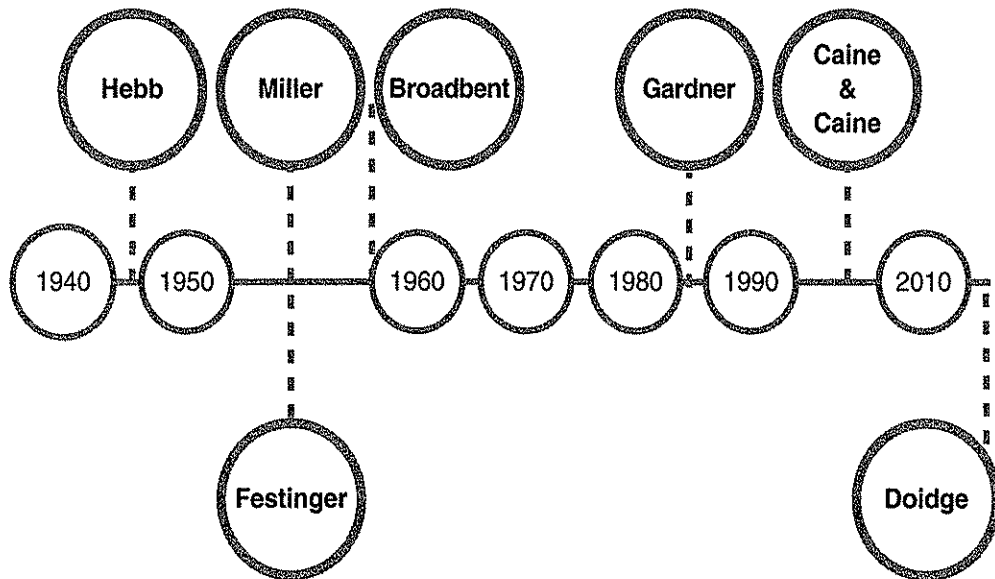 Hebb
Miller
Broadbent
Gardner
Caine
&
Caine
1940
1950
1960
1970
1980
1990
2010
Festinger
Doidge